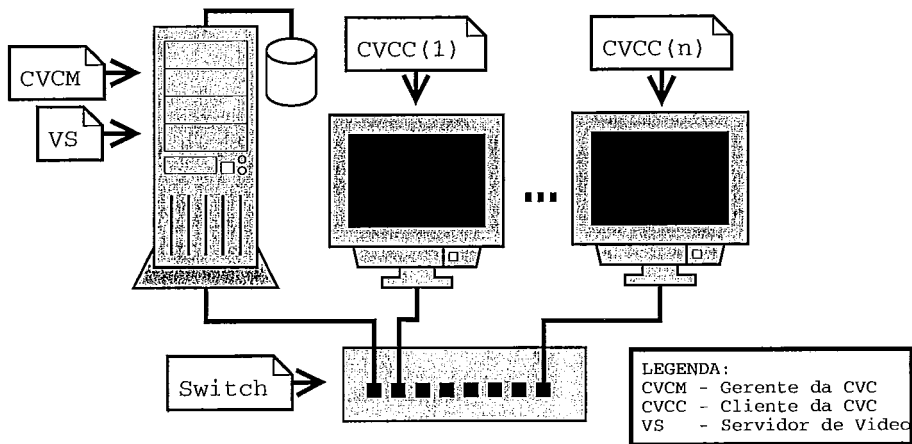 CVCM
VS
CVCC(1)
CVCC(n)
...
Switch
LEGENDA:
CVCM - Gerente da CVC
CVCC - Cliente da CVC
VS - Servidor de Video